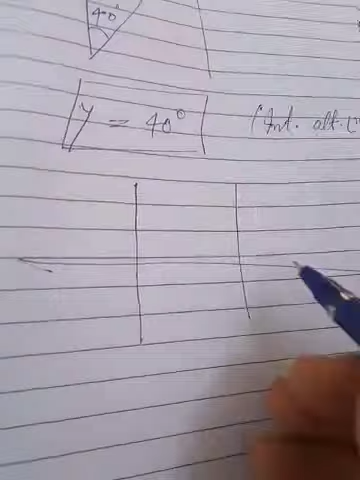 40°
y = 40°
(Int. alt.